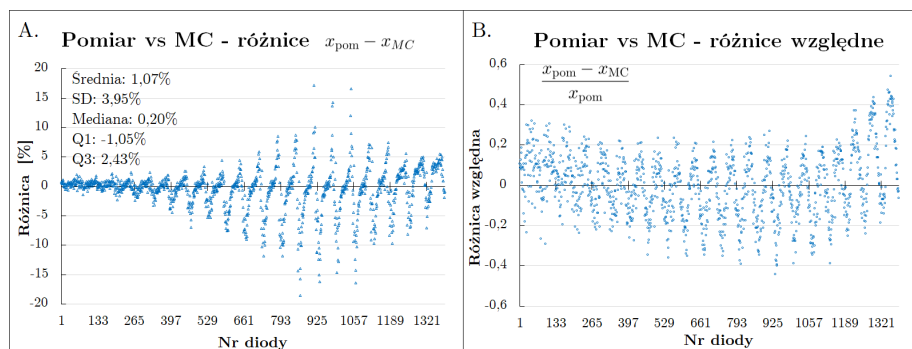 A.
Pomiar vs MC - różnice x_pom − x_MC
Średnia: 1,07%
SD: 3,95%
Mediana: 0,20%
Q1: -1,05%
Q3: 2,43%
Różnica [%]
20
15
10
5
0
-5
-10
-15
-20
1 133 265 397 529 661 793 925 1057 1189 1321
Nr diody
B.
Pomiar vs MC - różnice względne
x_pom − x_MC
x_pom
Różnica względna
0,6
0,4
0,2
0
-0,2
-0,4
-0,6
1 133 265 397 529 661 793 925 1057 1189 1321
Nr diody